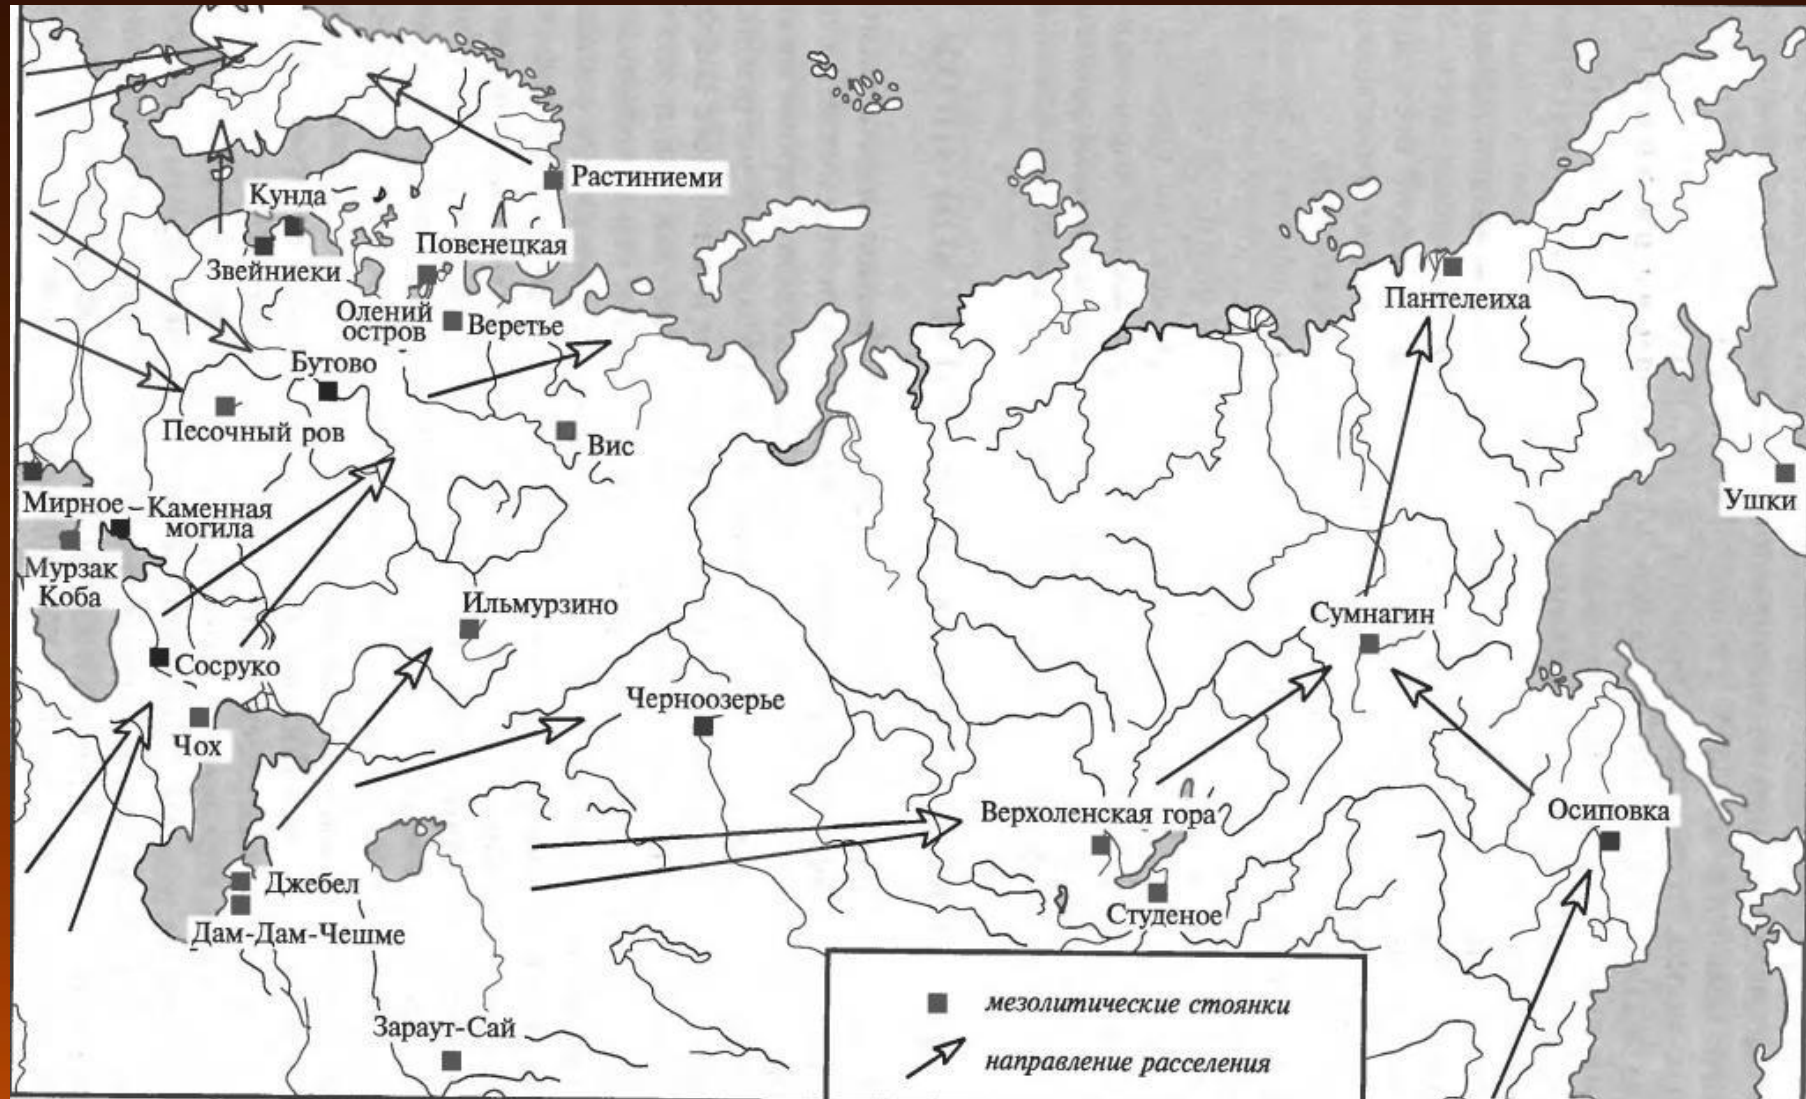 Растиниеми
Кунда
Повенецкая
Звейниеки
Пантелеиха
Олений
остров
Веретье
Бутово
Песочный ров
Вис
Ушки
Мирное
Каменная
могила
Мурзак
Коба
Ильмурзино
Сумнагин
Сосруко
Черноозерье
Чох
Верхоленская гора
Осиповка
Джебел
Студеное
Дам-Дам-Чешме
Зараут-Сай
мезолитические стоянки
направление расселения